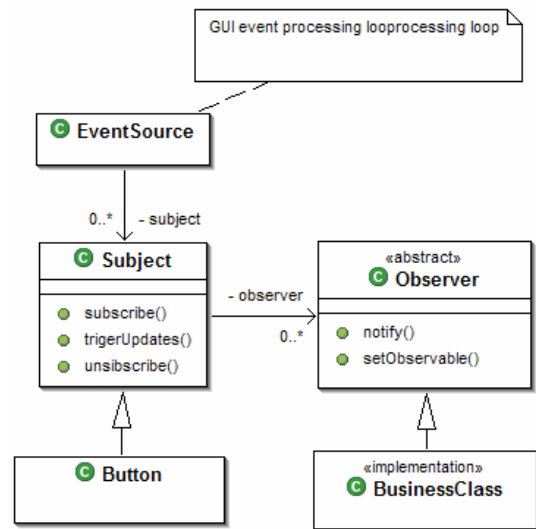 GUI event processing looprocessing loop
C EventSource
0..* - subject
C Subject
subscribe()
trigerUpdates()
unsibscribe()
- observer
0..*
«abstract»
C Observer
notify()
setObservable()
C Button
«implementation»
C BusinessClass